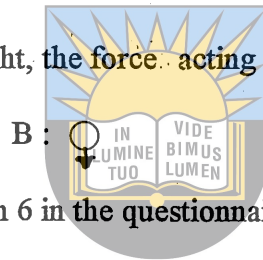 ht, the force acting
B :
IN VIDE
LUMINE BIMUS
TUO LUMEN
n 6 in the questionnai